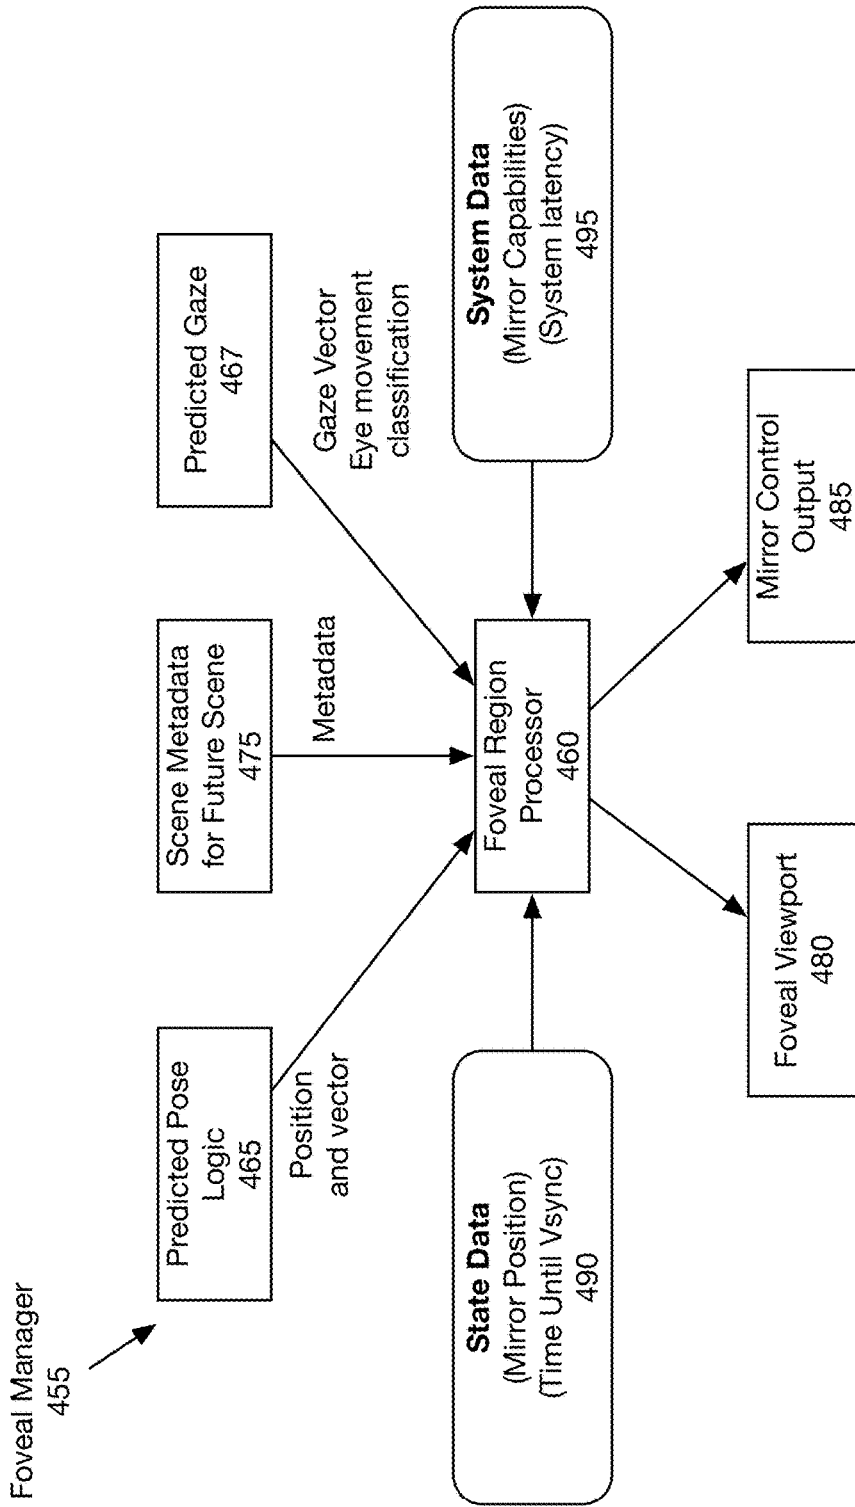 Foveal Manager
455
Predicted Pose
Logic
465
Scene Metadata
for Future Scene
475
Predicted Gaze
467
Position
and vector
Metadata
Gaze Vector
Eye movement
classification
State Data
(Mirror Position)
(Time Until Vsync)
490
Foveal Region
Processor
460
System Data
(Mirror Capabilities)
(System latency)
495
Foveal Viewport
480
Mirror Control
Output
485